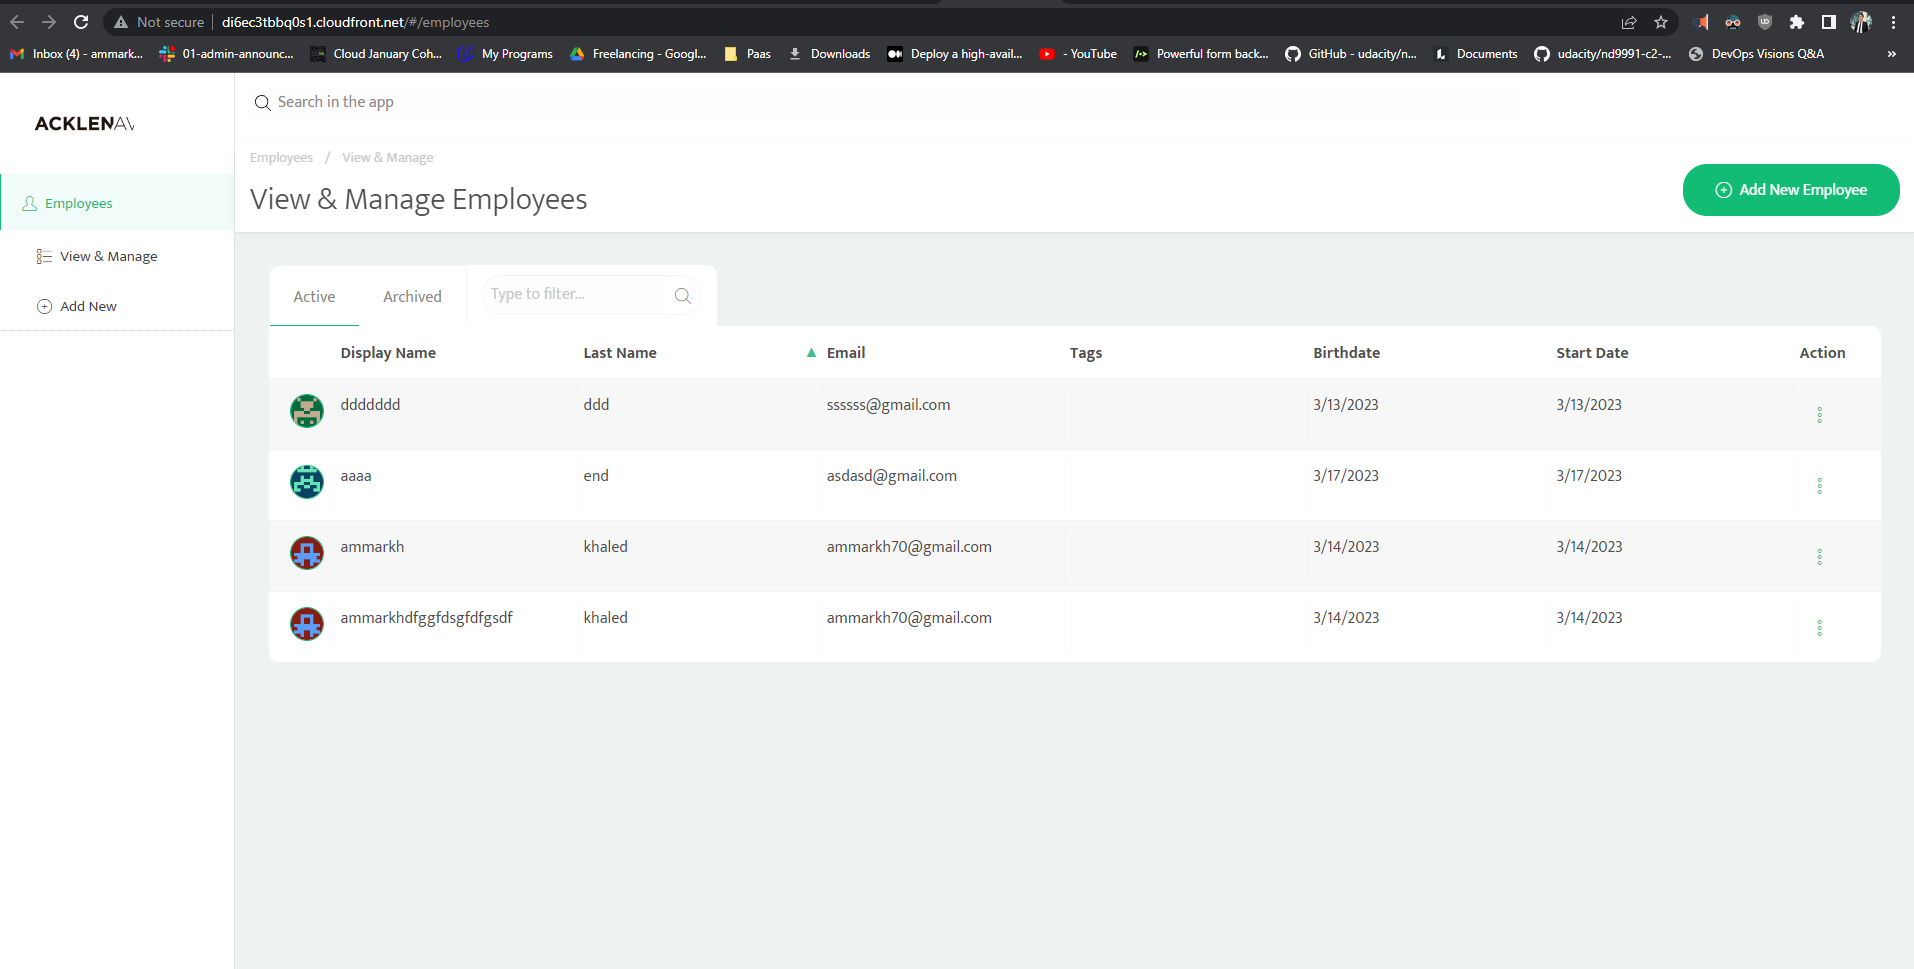 Not secure | di6ec3tbbq0s1.cloudfront.net/#/employees
Inbox (4) - ammark... 01-admin-announc... Cloud January Coh... My Programs Freelancing - Googl... Paas Downloads Deploy a high-avail... - YouTube Powerful form back... GitHub - udacity/n... Documents udacity/nd9991-c2-... DevOps Visions Q&A »
ACKLENAV
Search in the app
Employees / View & Manage
View & Manage Employees
Add New Employee
Employees
View & Manage
Add New
Active Archived Type to filter...
Display Name Last Name Email Tags Birthdate Start Date Action
ddddddd ddd ssssss@gmail.com 3/13/2023 3/13/2023
aaaa end asdasd@gmail.com 3/17/2023 3/17/2023
ammarkh khaled ammarkh70@gmail.com 3/14/2023 3/14/2023
ammarkhdfggfdsgfdfgsdf khaled ammarkh70@gmail.com 3/14/2023 3/14/2023